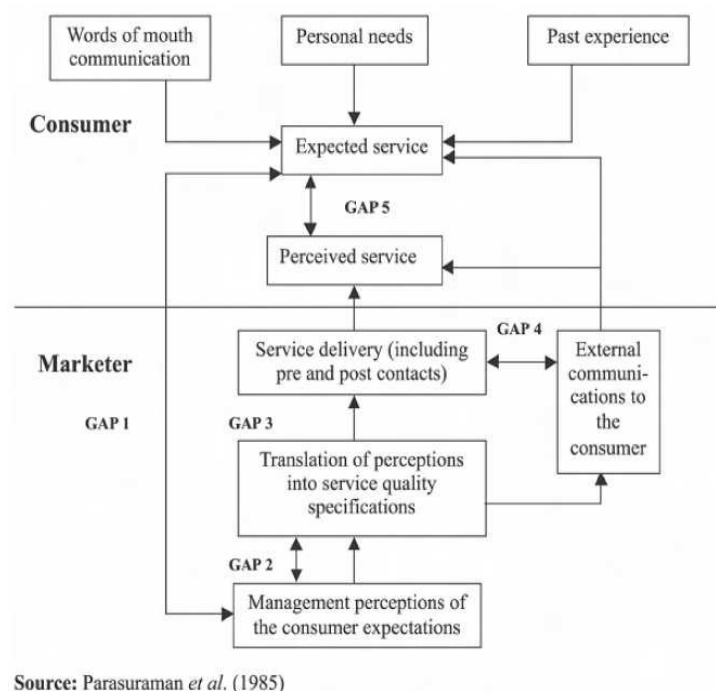 Words of mouth
communication
Personal needs
Past experience
Consumer
Expected service
GAP 5
Perceived service
GAP 4
Marketer
Service delivery (including
pre and post contacts)
External
communi-
cations to
the
consumer
GAP 1
GAP 3
Translation of perceptions
into service quality
specifications
GAP 2
Management perceptions of
the consumer expectations
Source: Parasuraman et al. (1985)